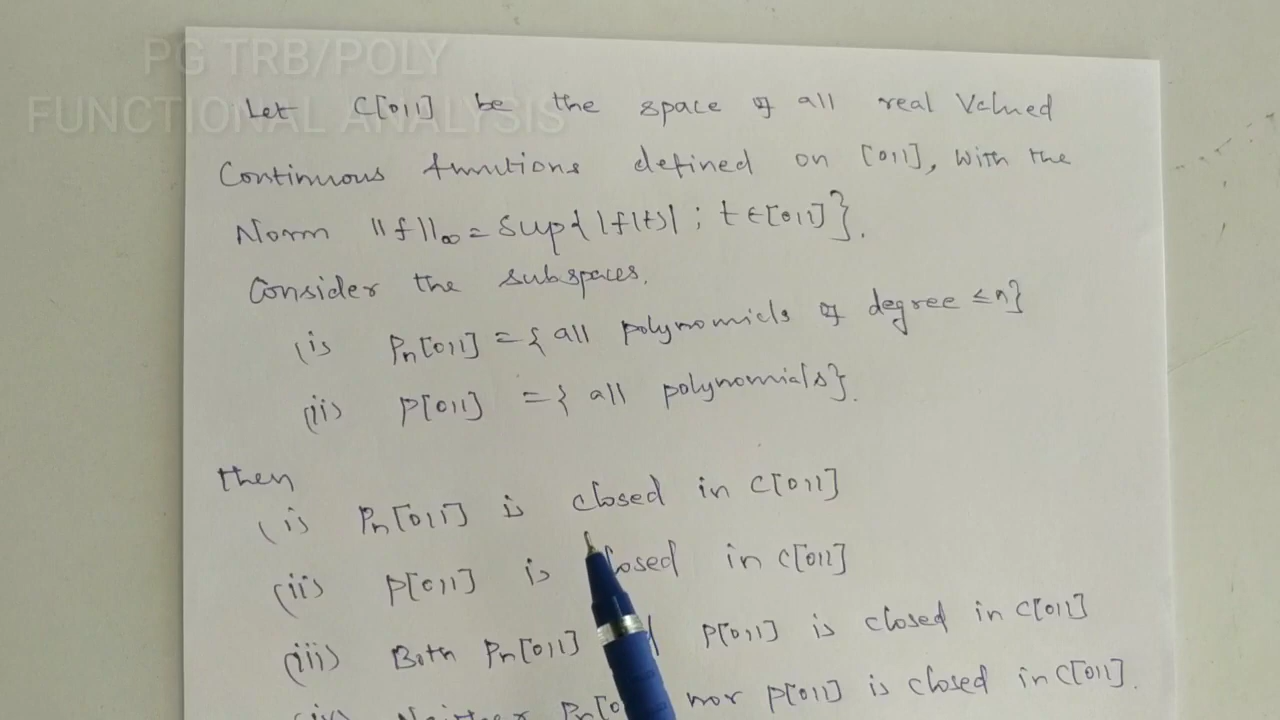 PG TRB/POLY
FUNCTIONAL ANALYSIS
Let C[0,1] be the space of all real Valued
Continuous functions defined on [0,1], with the
Norm ||f||∞ = Sup{ |f(t)| ; t ∈ [0,1] }.
Consider the subspaces.
(i) Pn[0,1] = { all polynomials of degree ≤ n }
(ii) P[0,1] = { all polynomials }.
then
(i) Pn[0,1] is closed in C[0,1]
(ii) P[0,1] is closed in C[0,1]
(iii) Both Pn[0,1] P[0,1] is closed in C[0,1]
(iv) Neither Pn[0 nor P[0,1] is closed in C[0,1].